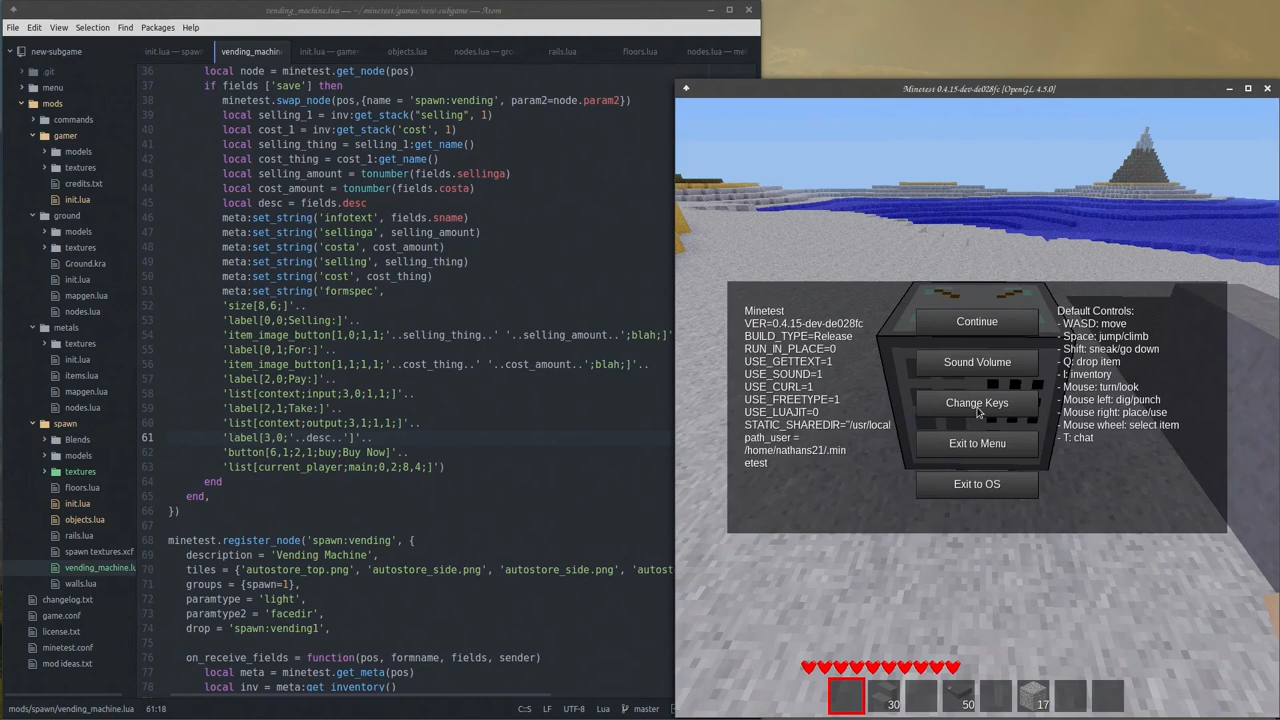 vending_machine.lua — ~/minetest/games/new-subgame — Atom
File Edit View Selection Find Packages Help
new-subgame
.git
menu
mods
commands
gamer
models
textures
credits.txt
init.lua
ground
models
textures
Ground.kra
init.lua
mapgen.lua
nodes.lua
metals
textures
init.lua
items.lua
mapgen.lua
nodes.lua
spawn
Blends
textures
floors.lua
init.lua
objects.lua
rails.lua
spawn textures.xcf
vending_machine.lu
walls.lua
changelog.txt
game.conf
license.txt
minetest.conf
mod ideas.txt
init.lua — spawn vending_machin init.lua — game objects.lua nodes.lua — gro rails.lua floors.lua nodes.lua — me
36 local node = minetest.get_node(pos)
37 if fields ['save'] then
38 minetest.swap_node(pos,{name = 'spawn:vending', param2=node.param2})
39 local selling_1 = inv:get_stack("selling", 1)
40 local cost_1 = inv:get_stack('cost', 1)
41 local selling_thing = selling_1:get_name()
42 local cost_thing = cost_1:get_name()
43 local selling_amount = tonumber(fields.sellinga)
44 local cost_amount = tonumber(fields.costa)
45 local desc = fields.desc
46 meta:set_string('infotext', fields.sname)
47 meta:set_string('sellinga', selling_amount)
48 meta:set_string('costa', cost_amount)
49 meta:set_string('selling', selling_thing)
50 meta:set_string('cost', cost_thing)
51 meta:set_string('formspec',
52 'size[8,6;]'..
53 'label[0,0;Selling:]'..
54 'item_image_button[1,0;1,1;'..selling_thing..' '..selling_amount..';blah;]'..
55 'label[0,1;For:]'..
56 'item_image_button[1,1;1,1;'..cost_thing..' '..cost_amount..';blah;]'..
57 'label[2,0;Pay:]'..
58 'list[context;input;3,0;1,1;]'..
59 'label[2,1;Take:]'..
60 'list[context;output;3,1;1,1;]'..
61 'label[3,0;'..desc..']'..
62 'button[6,1;2,1;buy;Buy Now]'..
63 'list[current_player;main;0,2;8,4;]')
64 end
65 end,
66 })
67
68 minetest.register_node('spawn:vending', {
69 description = 'Vending Machine',
70 tiles = {'autostore_top.png', 'autostore_side.png', 'autostore_side.png', 'autost
71 groups = {spawn=1},
72 paramtype = 'light',
73 paramtype2 = 'facedir',
74 drop = 'spawn:vending1',
75
76 on_receive_fields = function(pos, formname, fields, sender)
77 local meta = minetest.get_meta(pos)
78 local inv = meta:get_inventory()
mods/spawn/vending_machine.lua 61:18 C::S LF UTF-8 Lua master
Minetest 0.4.15-dev-de028fc [OpenGL 4.5.0]
Minetest
VER=0.4.15-dev-de028fc
BUILD_TYPE=Release
RUN_IN_PLACE=0
USE_GETTEXT=1
USE_SOUND=1
USE_CURL=1
USE_FREETYPE=1
USE_LUAJIT=0
STATIC_SHAREDIR="/usr/local
path_user =
/home/nathans21/.min
etest
Continue
Sound Volume
Change Keys
Exit to Menu
Exit to OS
Default Controls:
- WASD: move
- Space: jump/climb
- Shift: sneak/go down
- Q: drop item
- I: inventory
- Mouse: turn/look
- Mouse left: dig/punch
- Mouse right: place/use
- Mouse wheel: select item
- T: chat
30 50 17